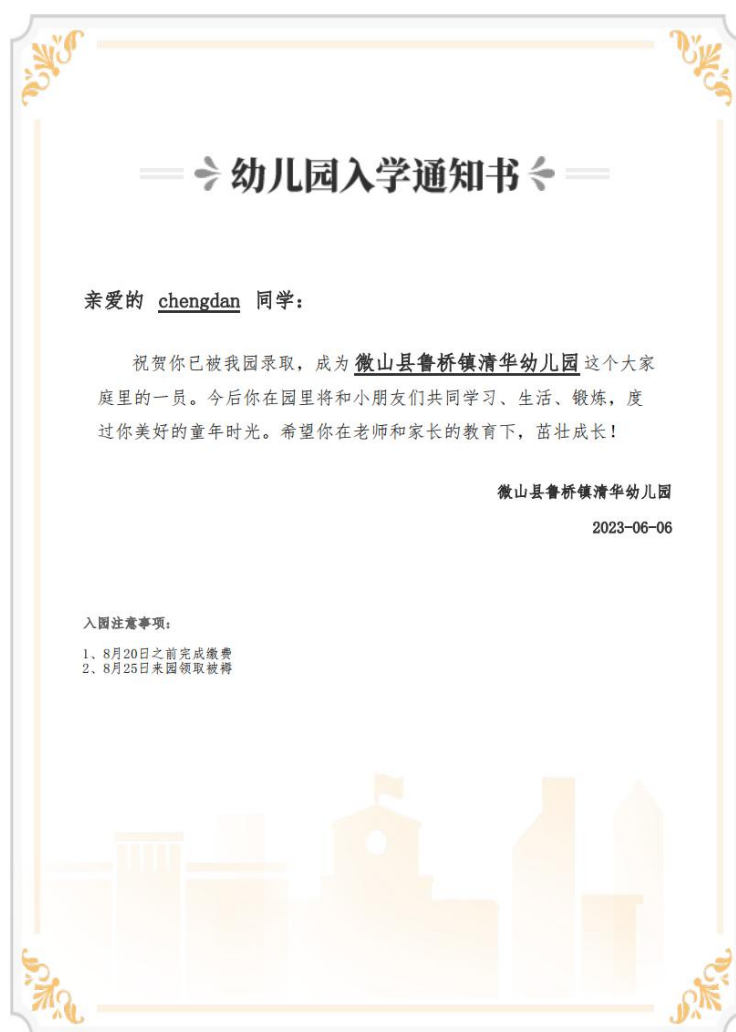 幼儿园入学通知书
亲爱的 chengdan 同学：
祝贺你已被我园录取，成为 微山县鲁桥镇清华幼儿园 这个大家
庭里的一员。今后你在园里将和小朋友们共同学习、生活、锻炼，度
过你美好的童年时光。希望你在老师和家长的教育下，茁壮成长！
微山县鲁桥镇清华幼儿园
2023-06-06
入园注意事项：
1、8月20日之前完成缴费
2、8月25日来园领取被褥